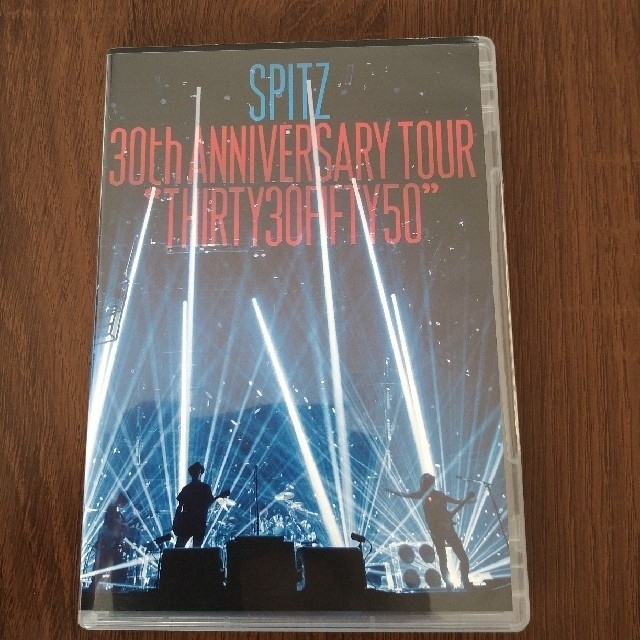 SPITZ
30th ANNIVERSARY TOUR
"THIRTY30FIFTY50"